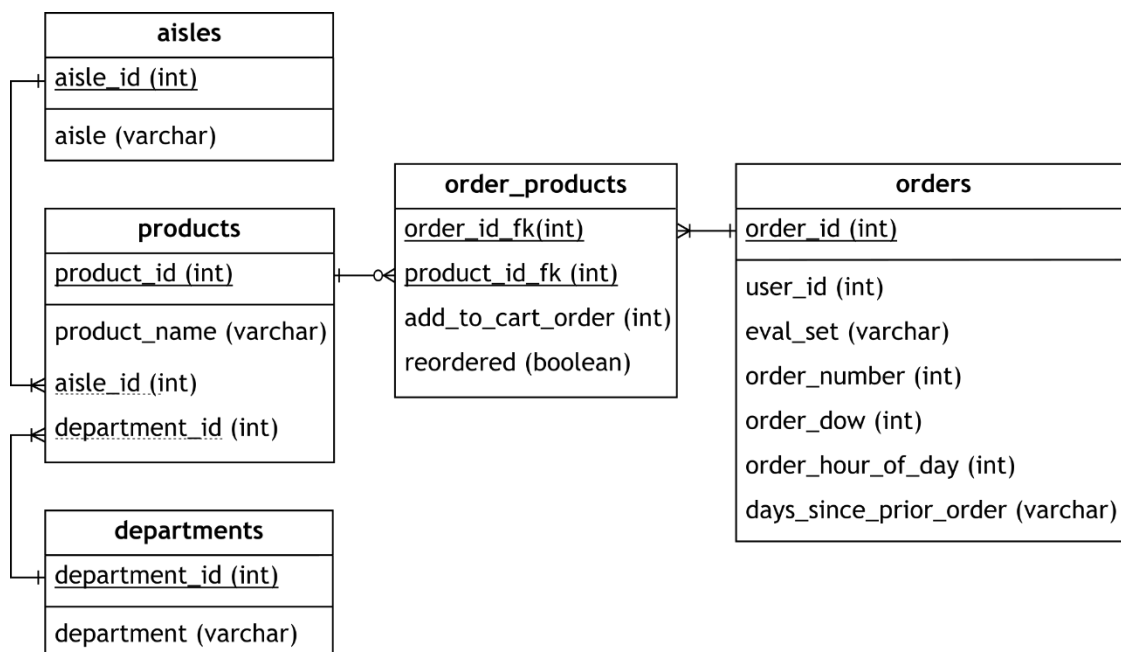 aisles
aisle_id (int)
aisle (varchar)
products
product_id (int)
product_name (varchar)
aisle_id (int)
department_id (int)
departments
department_id (int)
department (varchar)
order_products
order_id_fk(int)
product_id_fk (int)
add_to_cart_order (int)
reordered (boolean)
orders
order_id (int)
user_id (int)
eval_set (varchar)
order_number (int)
order_dow (int)
order_hour_of_day (int)
days_since_prior_order (varchar)